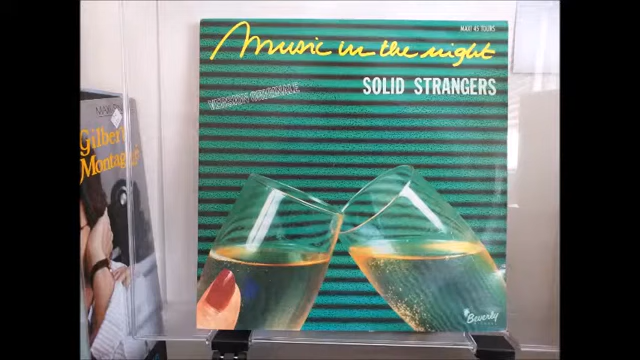 MAXI 45 TOURS
music in the night
SOLID STRANGERS
VERSION ORIGINALE
Beverly
MAXI
Gilbert
Montagné